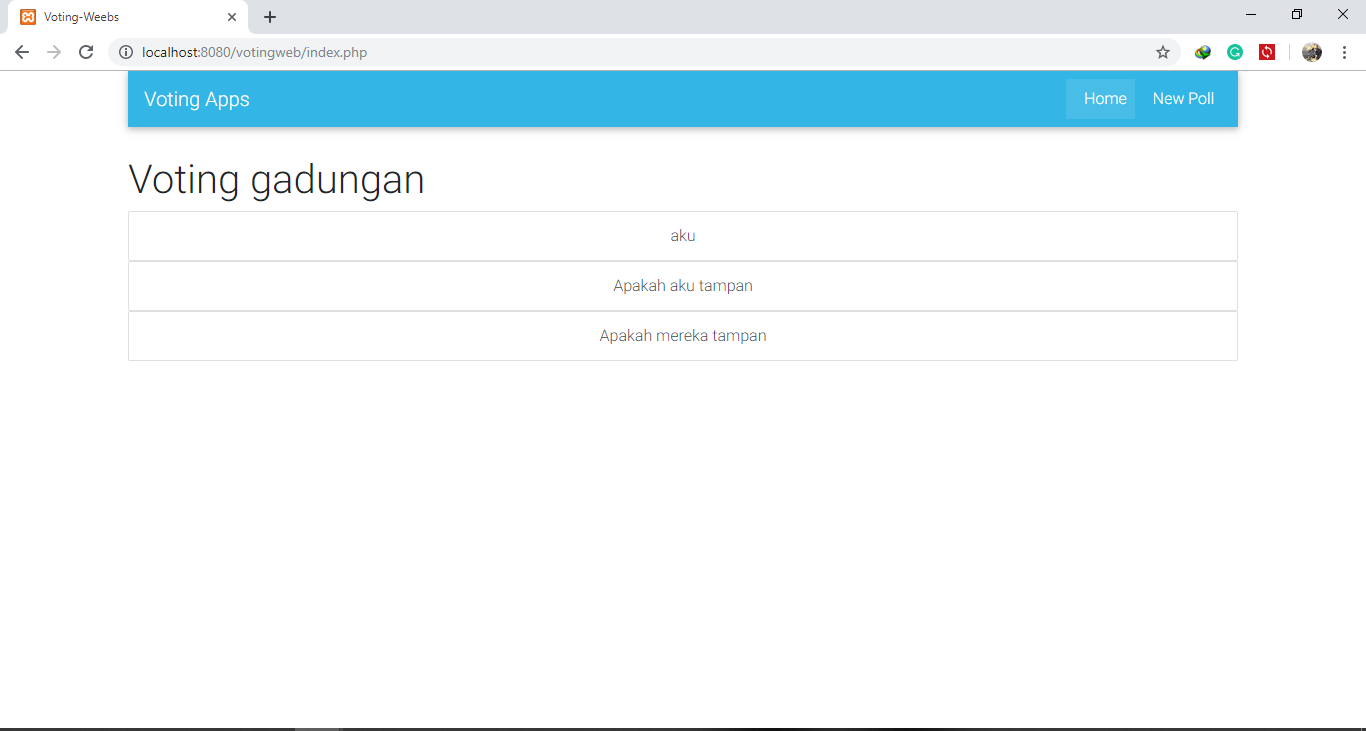 Voting-Weebs
localhost:8080/votingweb/index.php
Voting Apps
Home
New Poll
Voting gadungan
aku
Apakah aku tampan
Apakah mereka tampan